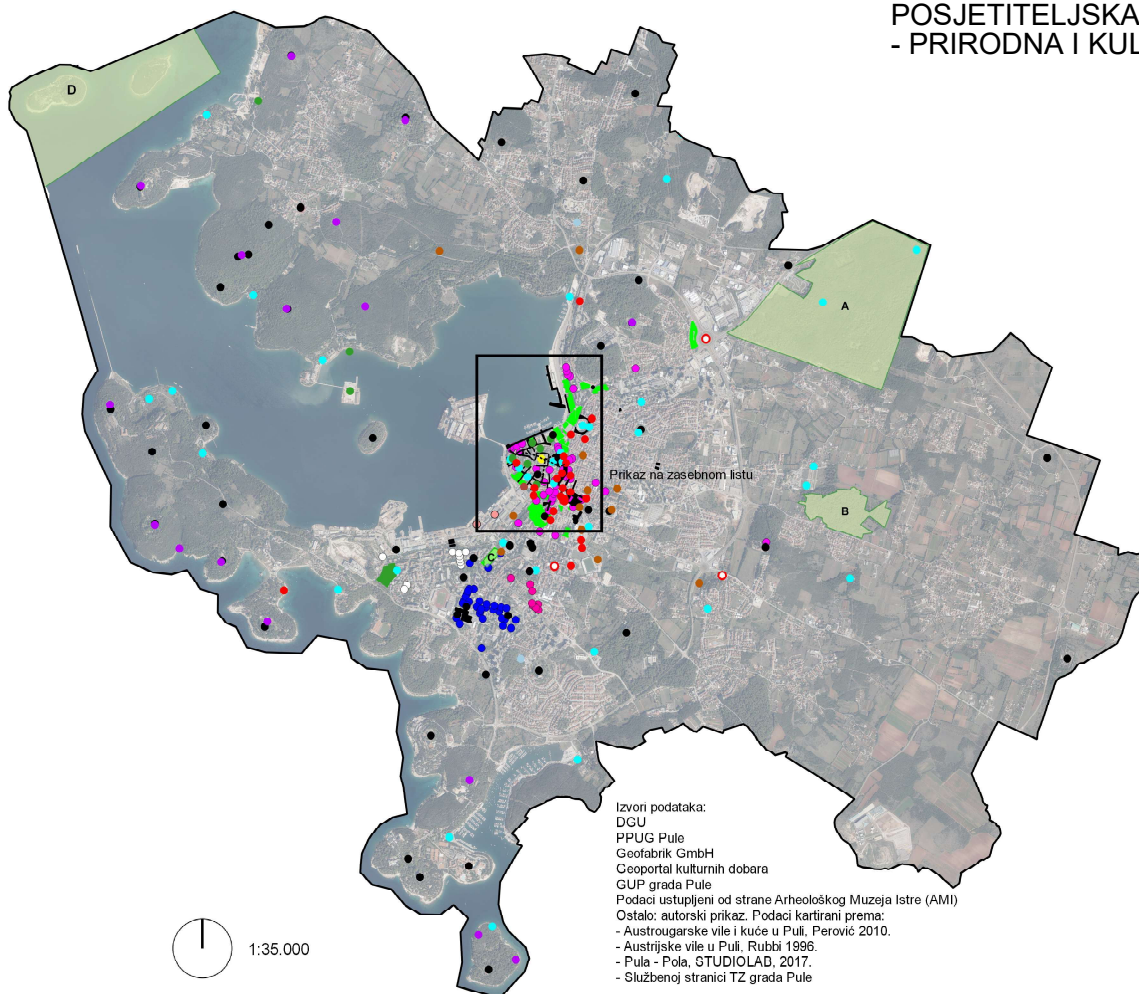 POSJETITELJSKA
- PRIRODNA I KUL
D
A
Prikaz na zasebnom listu
B
C
Izvori podataka:
DGU
PPUG Pule
Geofabrik GmbH
Geoportal kulturnih dobara
GUP grada Pule
Podaci ustupljeni od strane Arheološkog Muzeja Istre (AMI)
Ostalo: autorski prikaz. Podaci kartirani prema:
- Austrougarske vile i kuće u Puli, Perović 2010.
- Austrijske vile u Puli, Rubbi 1996.
- Pula - Pola, STUDIOLAB, 2017.
- Službenoj stranici TZ grada Pule
1:35.000